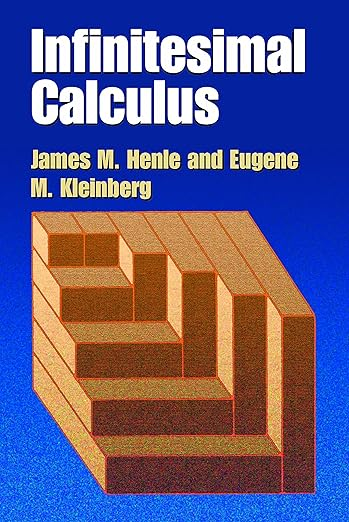 Infinitesimal
Calculus
James M. Henle and Eugene
M. Kleinberg